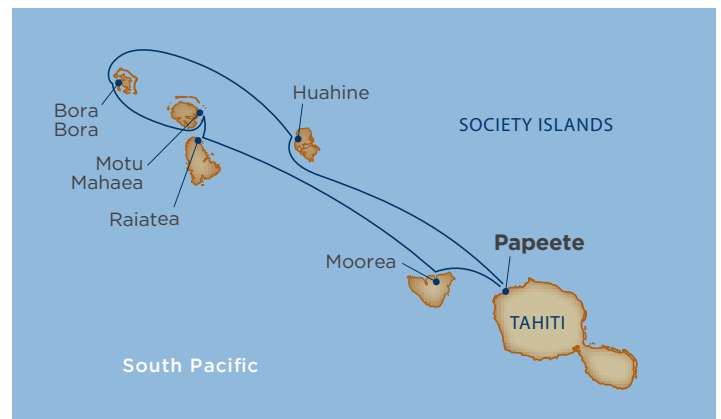 Huahine
Bora
Bora
SOCIETY ISLANDS
Motu
Mahaea
Raiatea
Papeete
Moorea
TAHITI
South Pacific